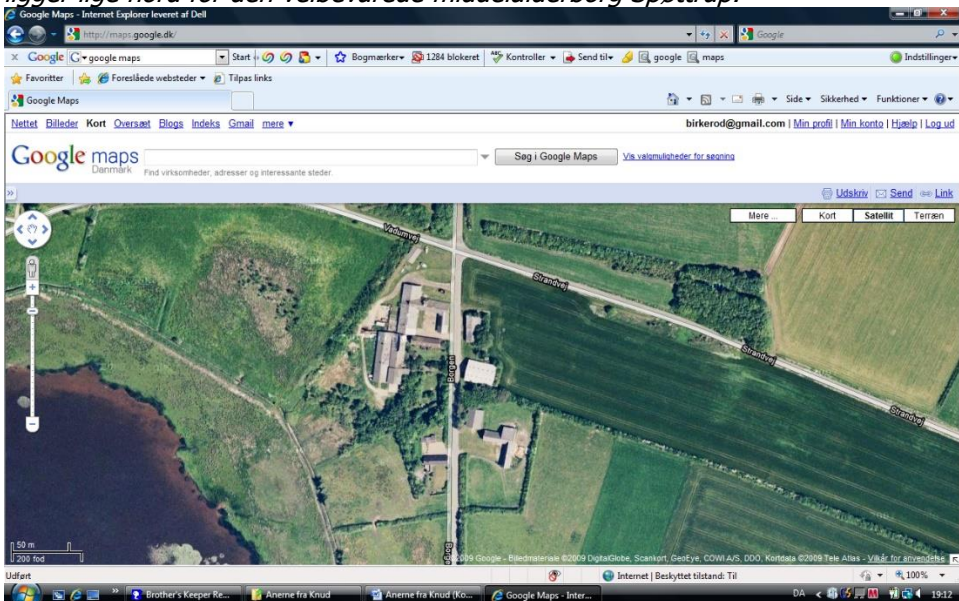 ligger lige nord for den velbevarede middelalderborg Spøttrup.
Google Maps - Internet Explorer leveret af Dell
http://maps.google.dk/
Google
Google
google maps
Start
Bogmærker
1284 blokeret
Kontroller
Send til
google
maps
Indstillinger
Favoritter
Foreslåede websteder
Tilpas links
Google Maps
Side
Sikkerhed
Funktioner
Nettet Billeder Kort Oversæt Blogs Indeks Gmail mere
birkerod@gmail.com | Min profil | Min konto | Hjælp | Log ud
Google maps
Danmark
Søg i Google Maps
Vis valgmuligheder for søgning
Find virksomheder, adresser og interessante steder.
Udskriv Send Link
Mere ...
Kort
Satellit
Terræn
Vadumvej
Strandvej
Strandvej
Strandvej
Borgen
50 m
200 fod
©2009 Google - Billedmateriale ©2009 DigitalGlobe, Scankort, GeoEye, COWI A/S, DDO, Kortdata ©2009 Tele Atlas - Vilkår for anvendelse
Udført
Internet | Beskyttet tilstand: Til
100%
Brother's Keeper Re...
Anerne fra Knud
Anerne fra Knud (Ko...
Google Maps - Inter...
DA
19:12